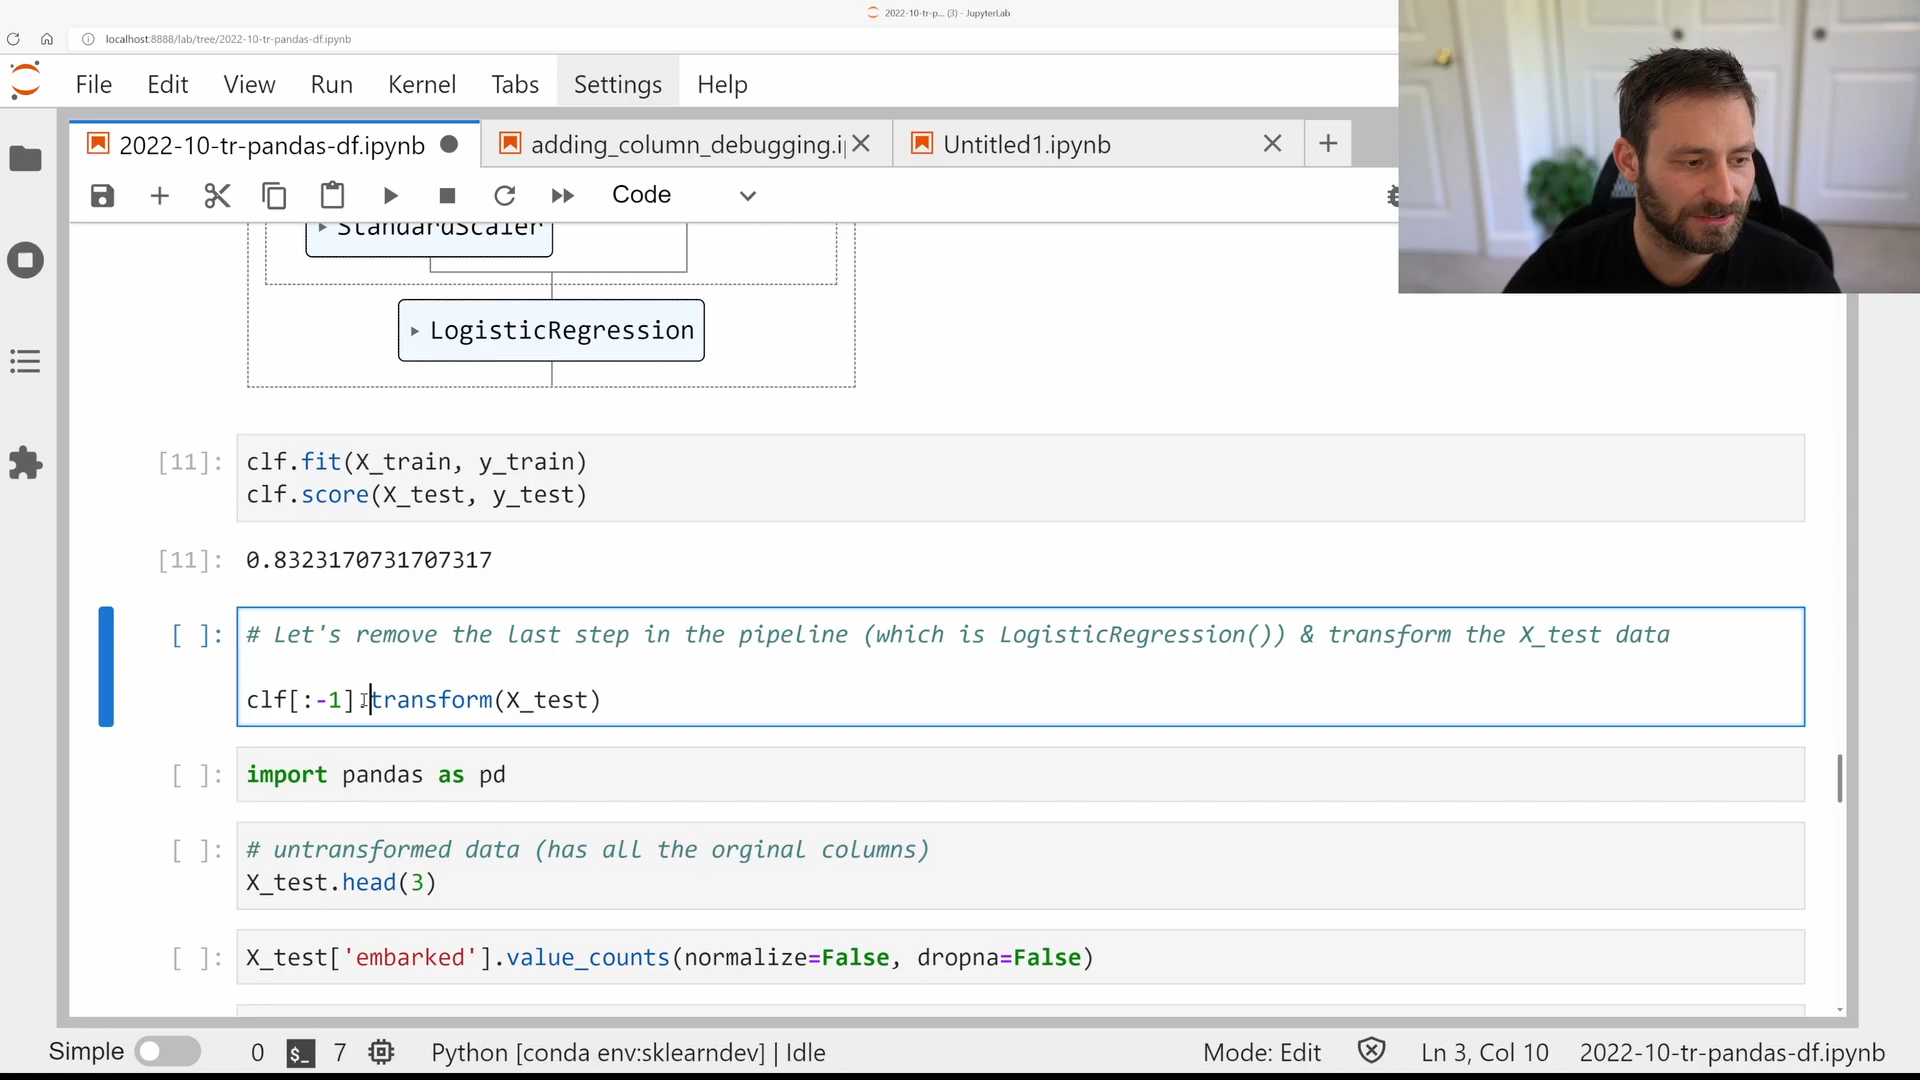 2022-10-tr-p... (3) - JupyterLab
localhost:8888/lab/tree/2022-10-tr-pandas-df.ipynb
File Edit View Run Kernel Tabs Settings Help
2022-10-tr-pandas-df.ipynb
adding_column_debugging.i
Untitled1.ipynb
Code
StandardScaler
LogisticRegression
[11]: clf.fit(X_train, y_train)
clf.score(X_test, y_test)
[11]: 0.8323170731707317
[ ]: # Let's remove the last step in the pipeline (which is LogisticRegression()) & transform the X_test data
clf[:-1].transform(X_test)
[ ]: import pandas as pd
[ ]: # untransformed data (has all the orginal columns)
X_test.head(3)
[ ]: X_test['embarked'].value_counts(normalize=False, dropna=False)
Simple 0 $_ 7 Python [conda env:sklearndev] | Idle Mode: Edit Ln 3, Col 10 2022-10-tr-pandas-df.ipynb